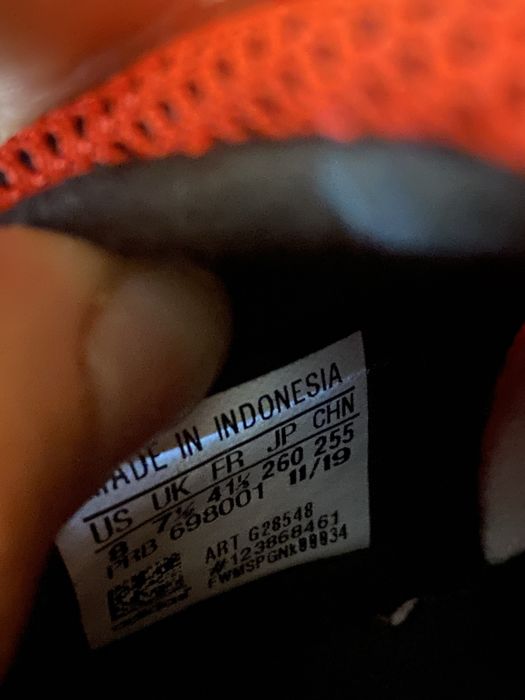 MADE IN INDONESIA
US UK FR JP CHN
8 7½ 41⅓ 260 255
PRB 698001 11/19
ART G28548
#123868461